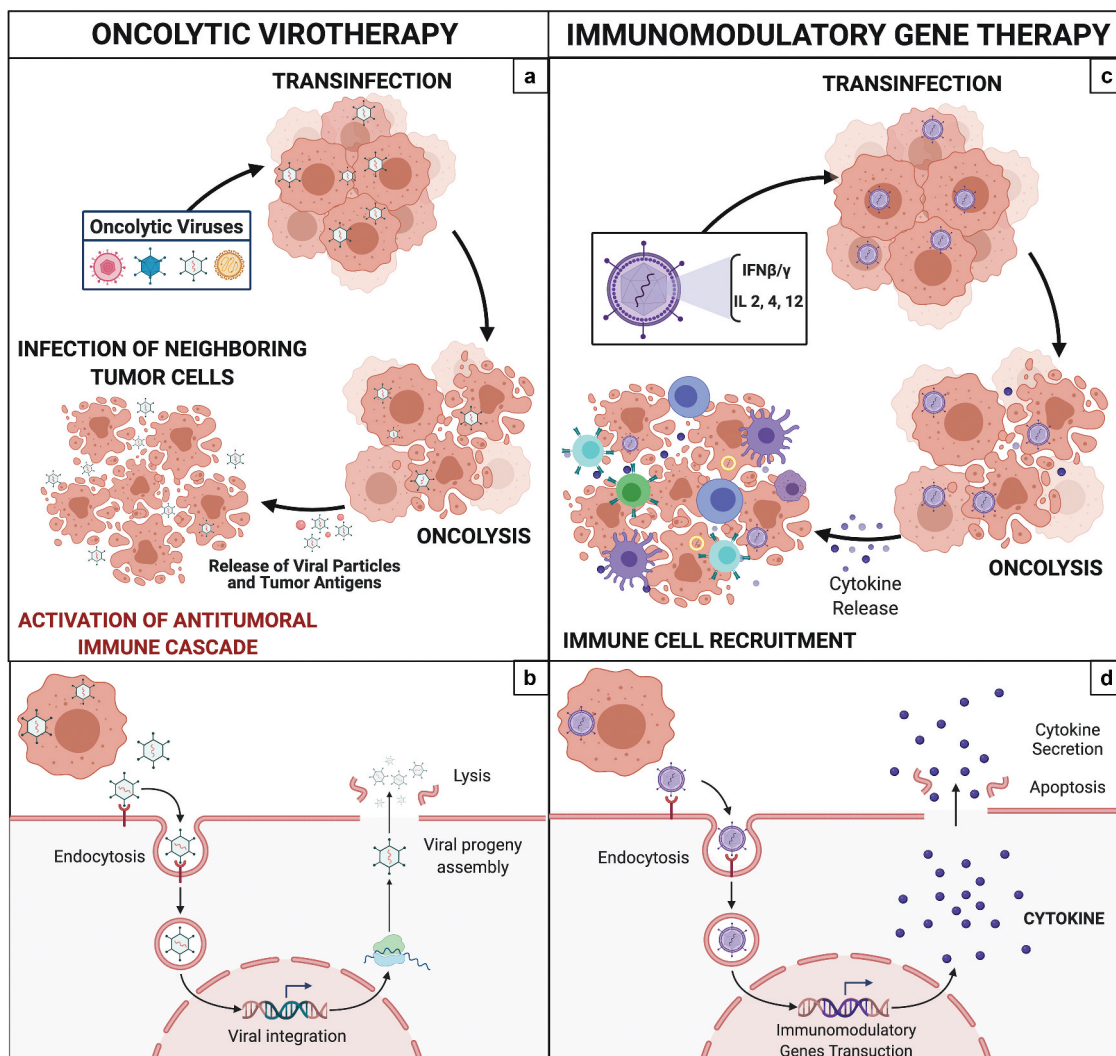 ONCOLYTIC VIROTHERAPY
a
TRANSINFECTION
Oncolytic Viruses
INFECTION OF NEIGHBORING
TUMOR CELLS
ONCOLYSIS
Release of Viral Particles
and Tumor Antigens
ACTIVATION OF ANTITUMORAL
IMMUNE CASCADE
b
Lysis
Endocytosis
Viral progeny
assembly
Viral integration
IMMUNOMODULATORY GENE THERAPY
c
TRANSINFECTION
IFNβ/γ
IL 2, 4, 12
ONCOLYSIS
Cytokine
Release
IMMUNE CELL RECRUITMENT
d
Cytokine
Secretion
Apoptosis
Endocytosis
CYTOKINE
Immunomodulatory
Genes Transuction